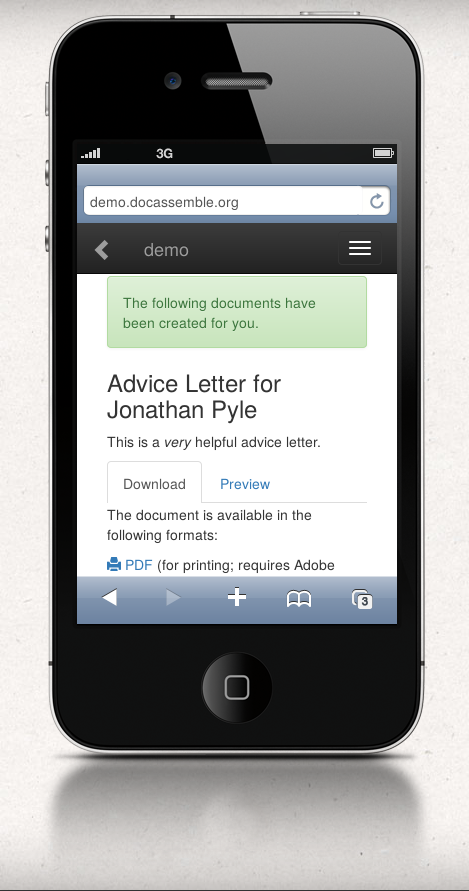 3G
demo.docassemble.org
demo
The following documents have
been created for you.
Advice Letter for
Jonathan Pyle
This is a very helpful advice letter.
Download Preview
The document is available in the
following formats:
PDF (for printing; requires Adobe
3